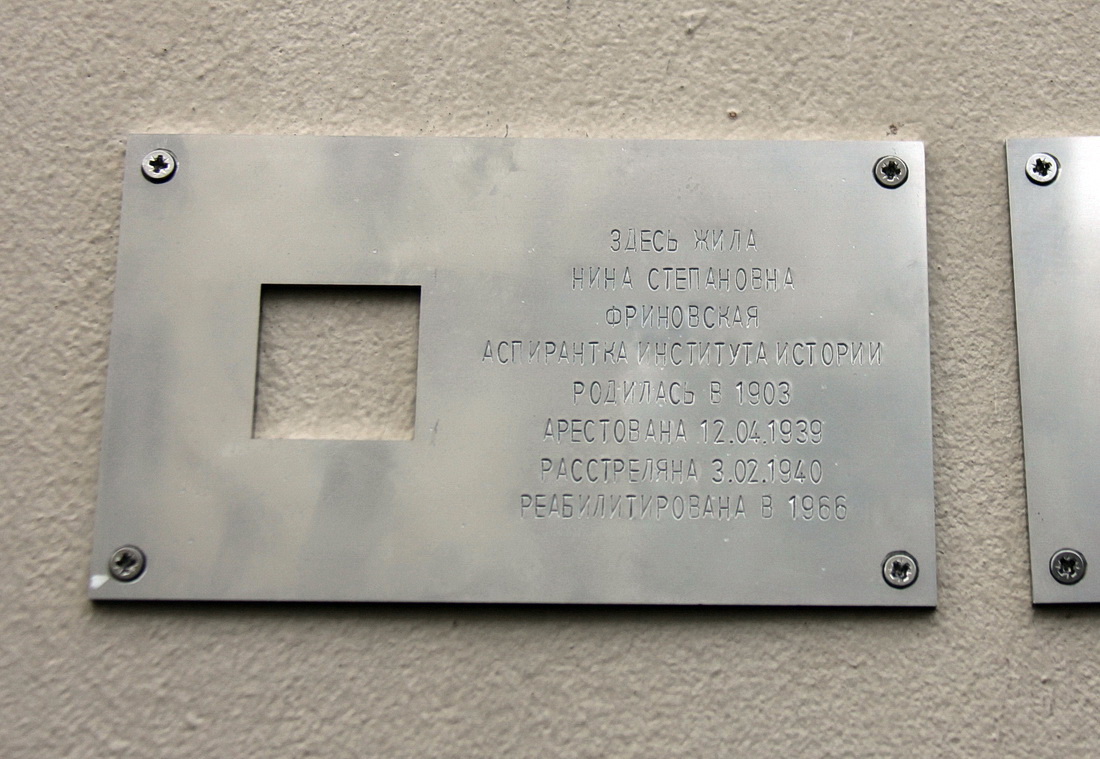 ЗДЕСЬ ЖИЛА
НИНА СТЕПАНОВНА
ФРИНОВСКАЯ
АСПИРАНТКА ИНСТИТУТА ИСТОРИИ
РОДИЛАСЬ В 1903
АРЕСТОВАНА 12.04.1939
РАССТРЕЛЯНА 3.02.1940
РЕАБИЛИТИРОВАНА В 1966